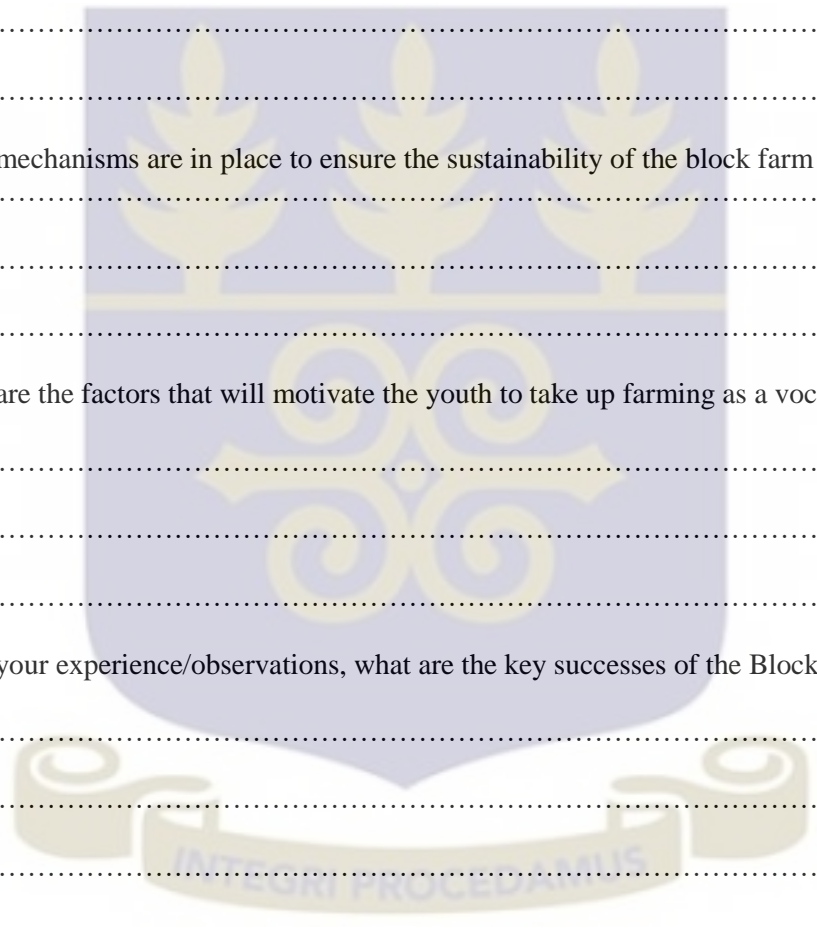 ……………………………………………………………………………
……………………………………………………………………………
mechanisms are in place to ensure the sustainability of the block farm
……………………………………………………………………………
……………………………………………………………………………
……………………………………………………………………………
are the factors that will motivate the youth to take up farming as a voc
……………………………………………………………………………
……………………………………………………………………………
……………………………………………………………………………
your experience/observations, what are the key successes of the Block
……………………………………………………………………………
……………………………………………………………………………
……………………………………………………………………………
INTEGRI PROCEDAMUS